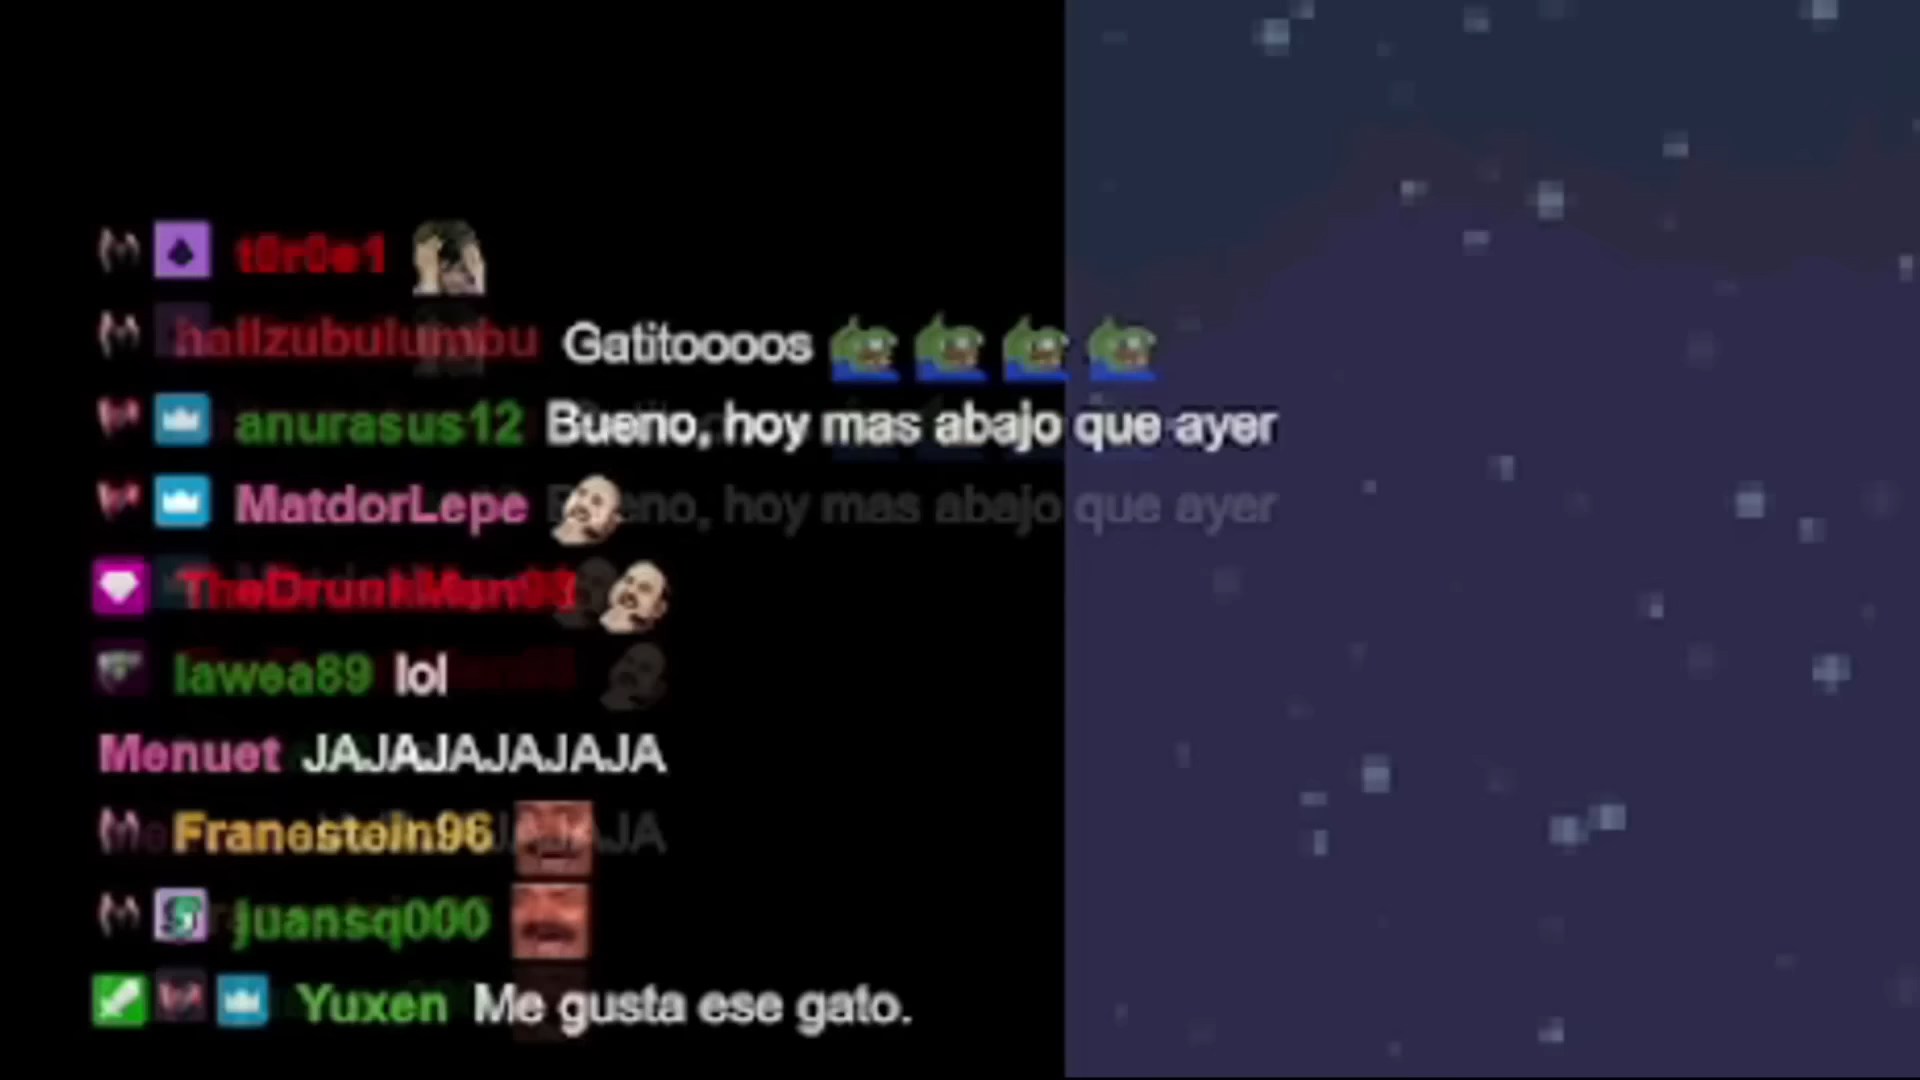 t0r0e1
hailzubulumbu Gatitoooos
anurasus12 Bueno, hoy mas abajo que ayer
MatdorLepe
TheDrunkMan93
lawea89 lol
Menuet JAJAJAJAJAJA
Franestein96
juansq000
Yuxen Me gusta ese gato.